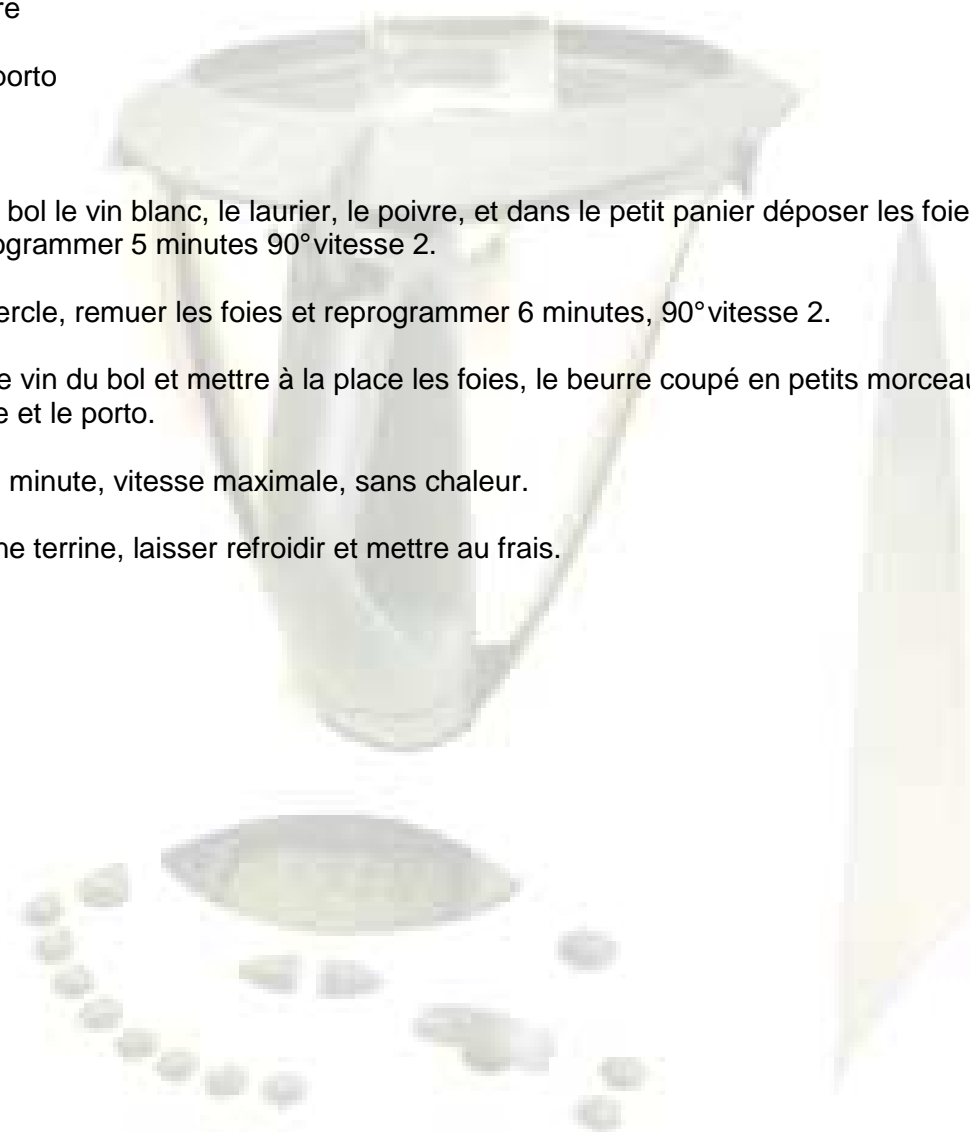 re
porto
bol le vin blanc, le laurier, le poivre, et dans le petit panier déposer les foie
ogrammer 5 minutes 90° vitesse 2.
ercle, remuer les foies et reprogrammer 6 minutes, 90° vitesse 2.
e vin du bol et mettre à la place les foies, le beurre coupé en petits morceau
e et le porto.
minute, vitesse maximale, sans chaleur.
ne terrine, laisser refroidir et mettre au frais.